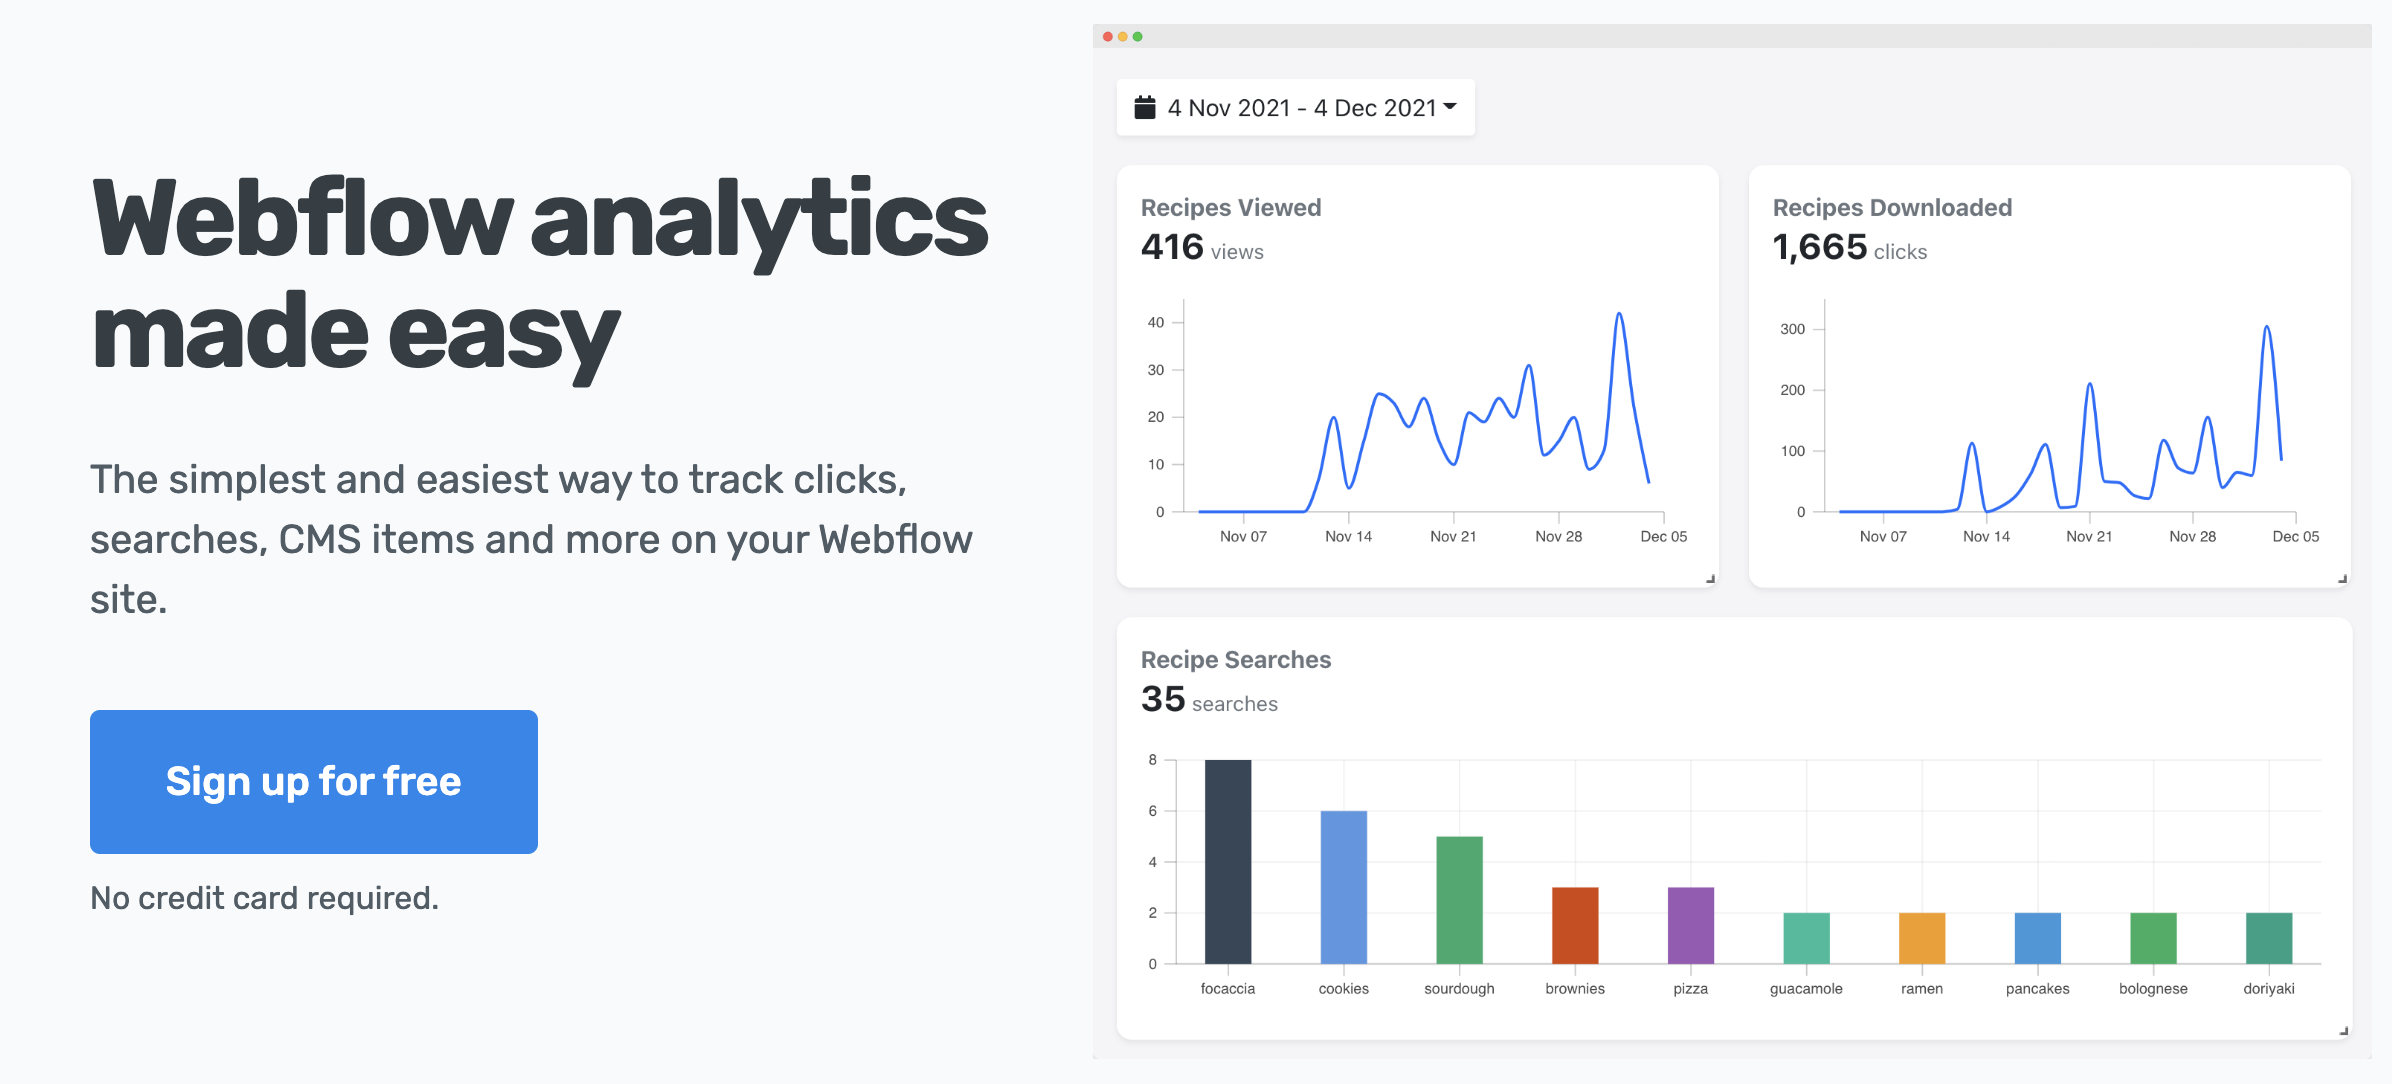 Webflow analytics
made easy
The simplest and easiest way to track clicks,
searches, CMS items and more on your Webflow
site.
Sign up for free
No credit card required.
4 Nov 2021 - 4 Dec 2021
Recipes Viewed
416 views
40
30
20
10
0
Nov 07 Nov 14 Nov 21 Nov 28 Dec 05
Recipes Downloaded
1,665 clicks
300
200
100
0
Nov 07 Nov 14 Nov 21 Nov 28 Dec 05
Recipe Searches
35 searches
8
6
4
2
0
focaccia cookies sourdough brownies pizza guacamole ramen pancakes bolognese doriyaki